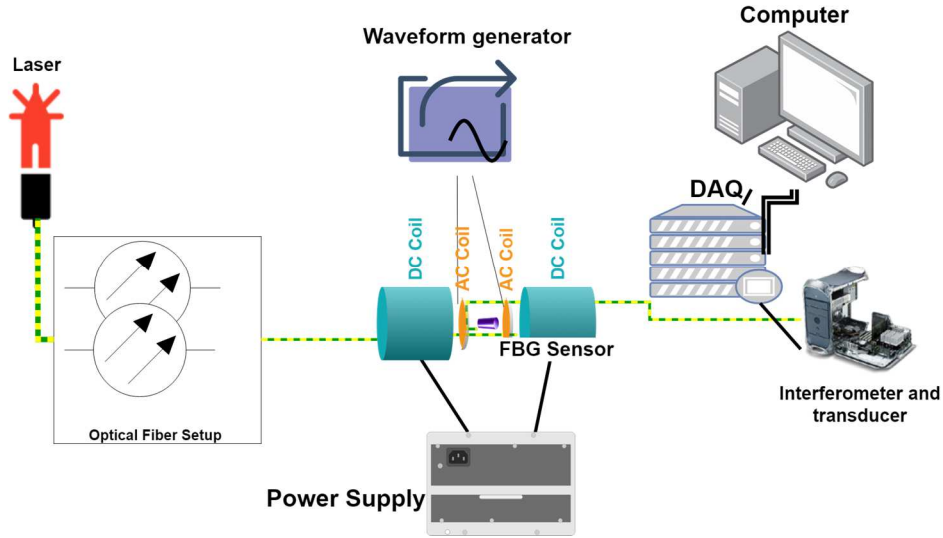 Computer
Waveform generator
Laser
DAQ
DC Coil
AC Coil
AC Coil
DC Coil
FBG Sensor
Interferometer and
transducer
Optical Fiber Setup
Power Supply